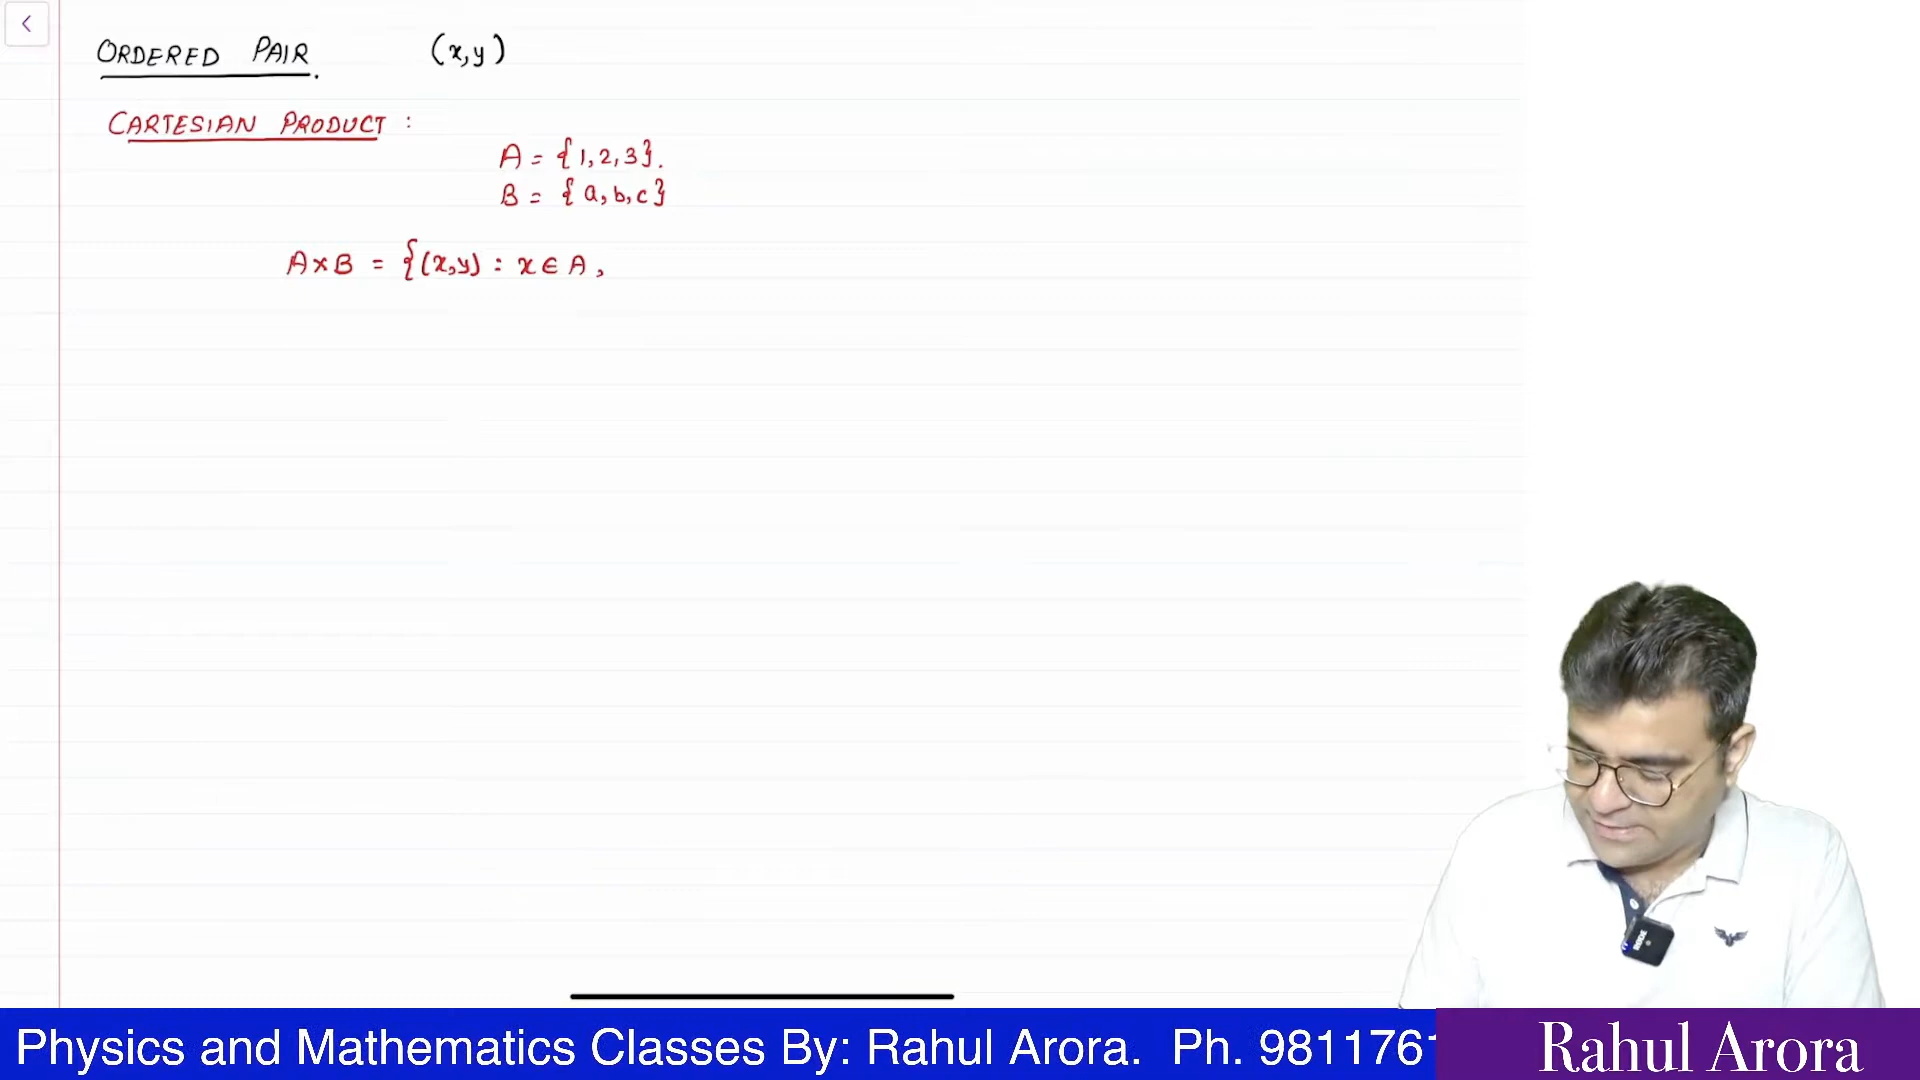 ORDERED PAIR. (x,y)
CARTESIAN PRODUCT :
A = {1,2,3}.
B = {a,b,c}
A×B = {(x,y) : x ∈ A ,
Physics and Mathematics Classes By: Rahul Arora. Ph. 981176
Rahul Arora